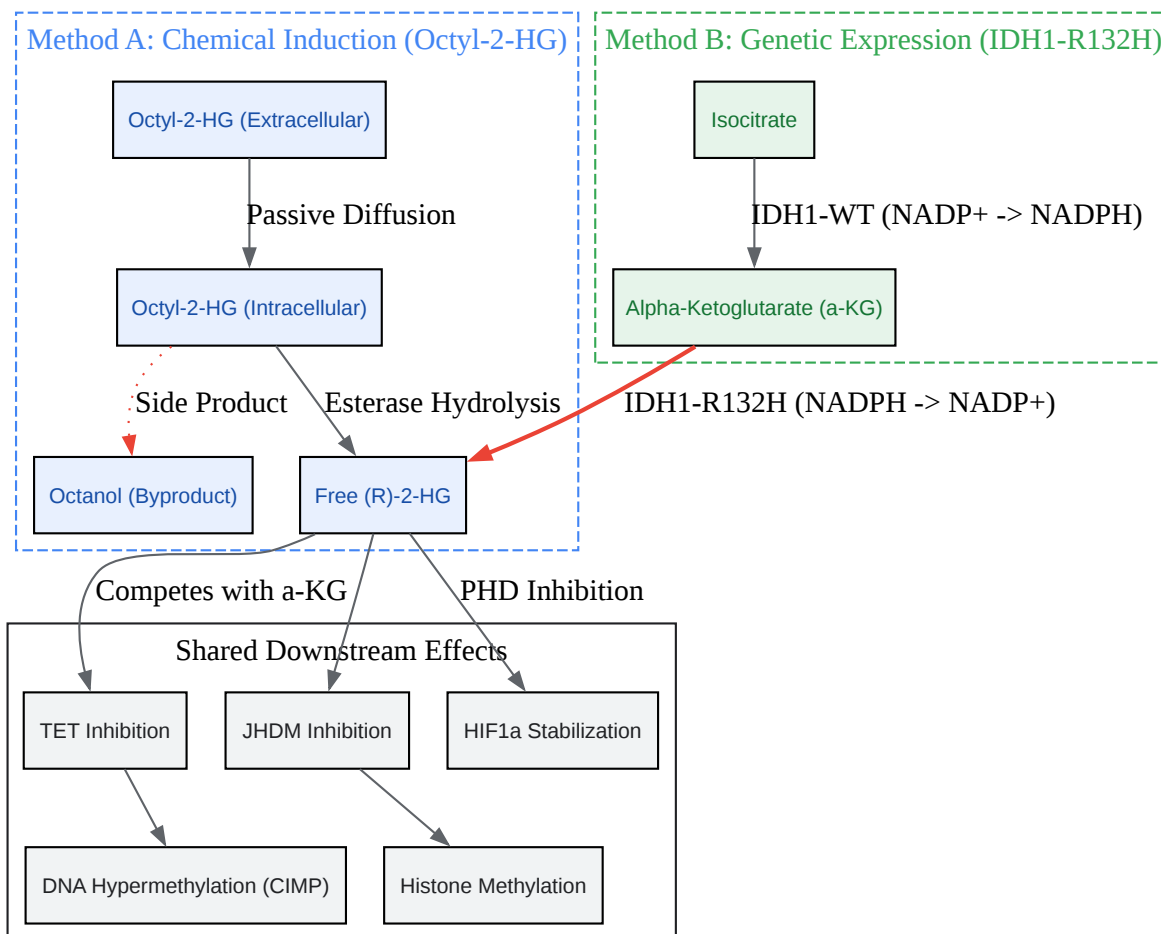 Method A: Chemical Induction (Octyl-2-HG)
Method B: Genetic Expression (IDH1-R132H)
Octyl-2-HG (Extracellular)
Isocitrate
Passive Diffusion
IDH1-WT (NADP+ -> NADPH)
Octyl-2-HG (Intracellular)
Alpha-Ketoglutarate (a-KG)
Side Product
Esterase Hydrolysis
IDH1-R132H (NADPH -> NADP+)
Octanol (Byproduct)
Free (R)-2-HG
Competes with a-KG
PHD Inhibition
Shared Downstream Effects
TET Inhibition
JHDM Inhibition
HIF1a Stabilization
DNA Hypermethylation (CIMP)
Histone Methylation